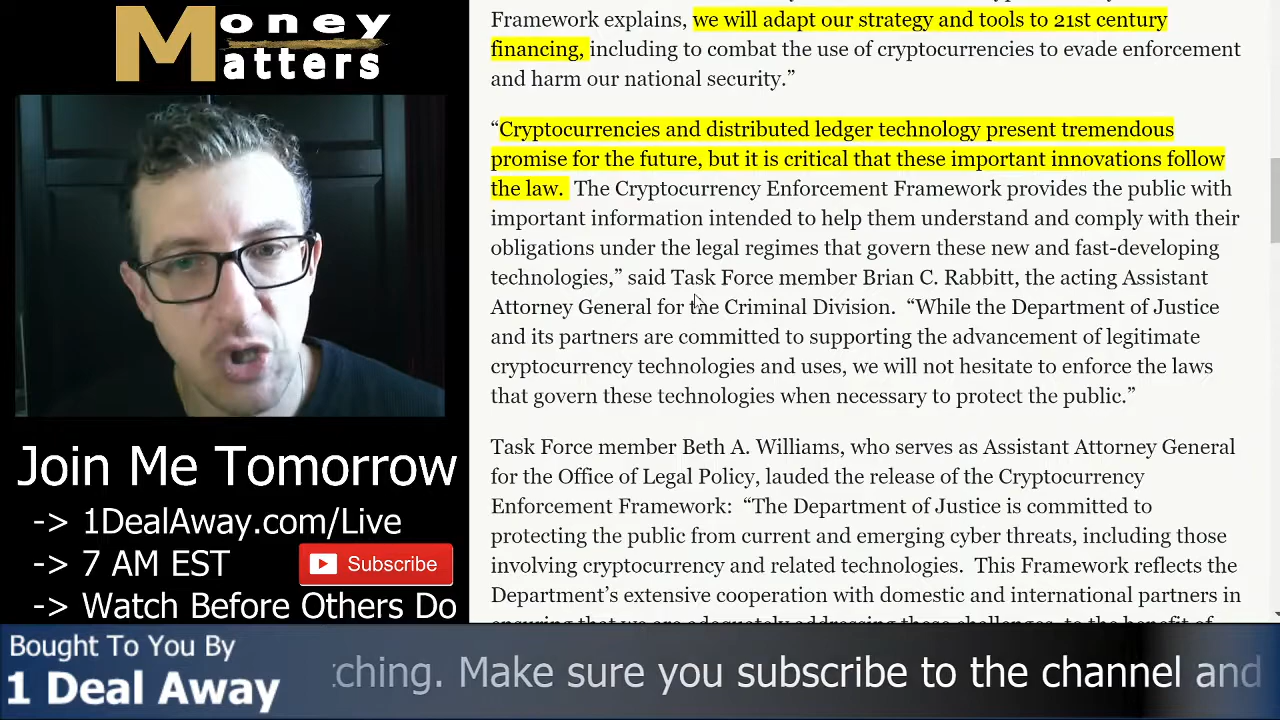 Money
Matters
Join Me Tomorrow
-> 1DealAway.com/Live
-> 7 AM EST
Subscribe
-> Watch Before Others Do
Framework explains, we will adapt our strategy and tools to 21st century
financing, including to combat the use of cryptocurrencies to evade enforcement
and harm our national security.”
“Cryptocurrencies and distributed ledger technology present tremendous
promise for the future, but it is critical that these important innovations follow
the law. The Cryptocurrency Enforcement Framework provides the public with
important information intended to help them understand and comply with their
obligations under the legal regimes that govern these new and fast-developing
technologies,” said Task Force member Brian C. Rabbitt, the acting Assistant
Attorney General for the Criminal Division. “While the Department of Justice
and its partners are committed to supporting the advancement of legitimate
cryptocurrency technologies and uses, we will not hesitate to enforce the laws
that govern these technologies when necessary to protect the public.”
Task Force member Beth A. Williams, who serves as Assistant Attorney General
for the Office of Legal Policy, lauded the release of the Cryptocurrency
Enforcement Framework: “The Department of Justice is committed to
protecting the public from current and emerging cyber threats, including those
involving cryptocurrency and related technologies. This Framework reflects the
Department’s extensive cooperation with domestic and international partners in
Bought To You By
1 Deal Away
tching. Make sure you subscribe to the channel and